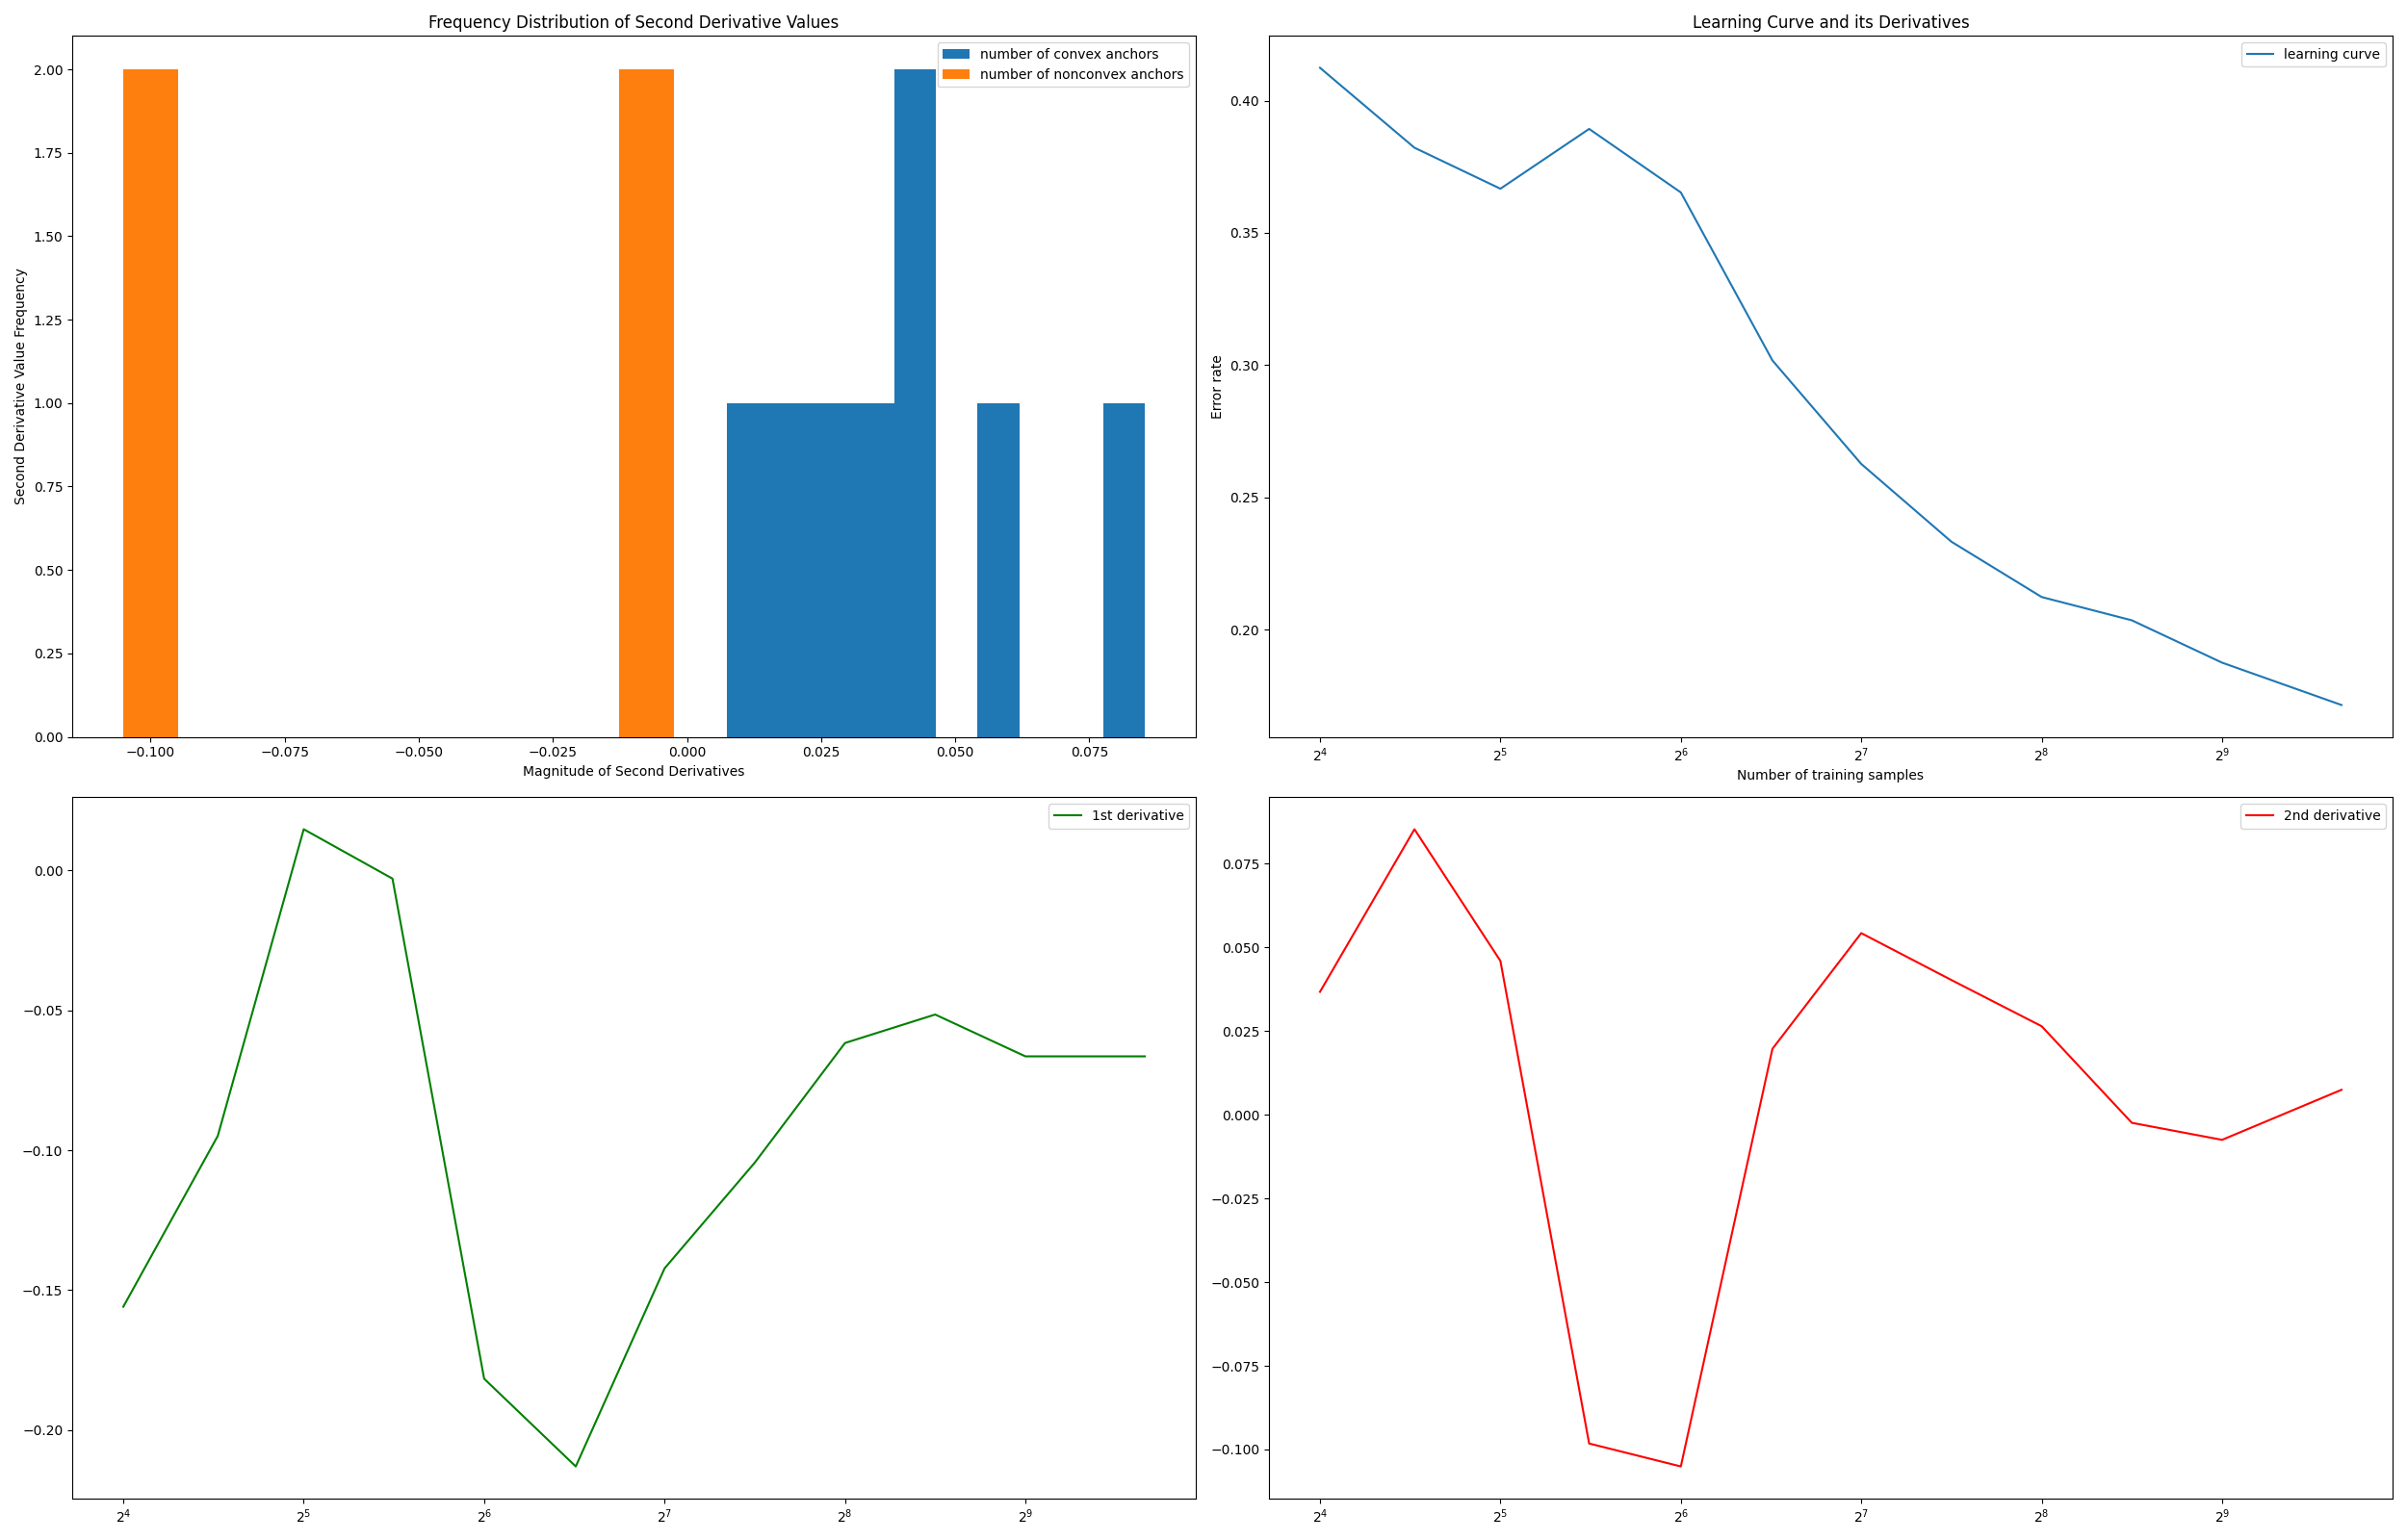 Frequency Distribution of Second Derivative Values
number of convex anchors
number of nonconvex anchors
2.00
1.75
1.50
1.25
1.00
0.75
0.50
0.25
0.00
Second Derivative Value Frequency
−0.100 −0.075 −0.050 −0.025 0.000 0.025 0.050 0.075
Magnitude of Second Derivatives
Learning Curve and its Derivatives
learning curve
0.40
0.35
0.30
0.25
0.20
Error rate
2⁴ 2⁵ 2⁶ 2⁷ 2⁸ 2⁹
Number of training samples
1st derivative
0.00
−0.05
−0.10
−0.15
−0.20
2⁴ 2⁵ 2⁶ 2⁷ 2⁸ 2⁹
2nd derivative
0.075
0.050
0.025
0.000
−0.025
−0.050
−0.075
−0.100
2⁴ 2⁵ 2⁶ 2⁷ 2⁸ 2⁹